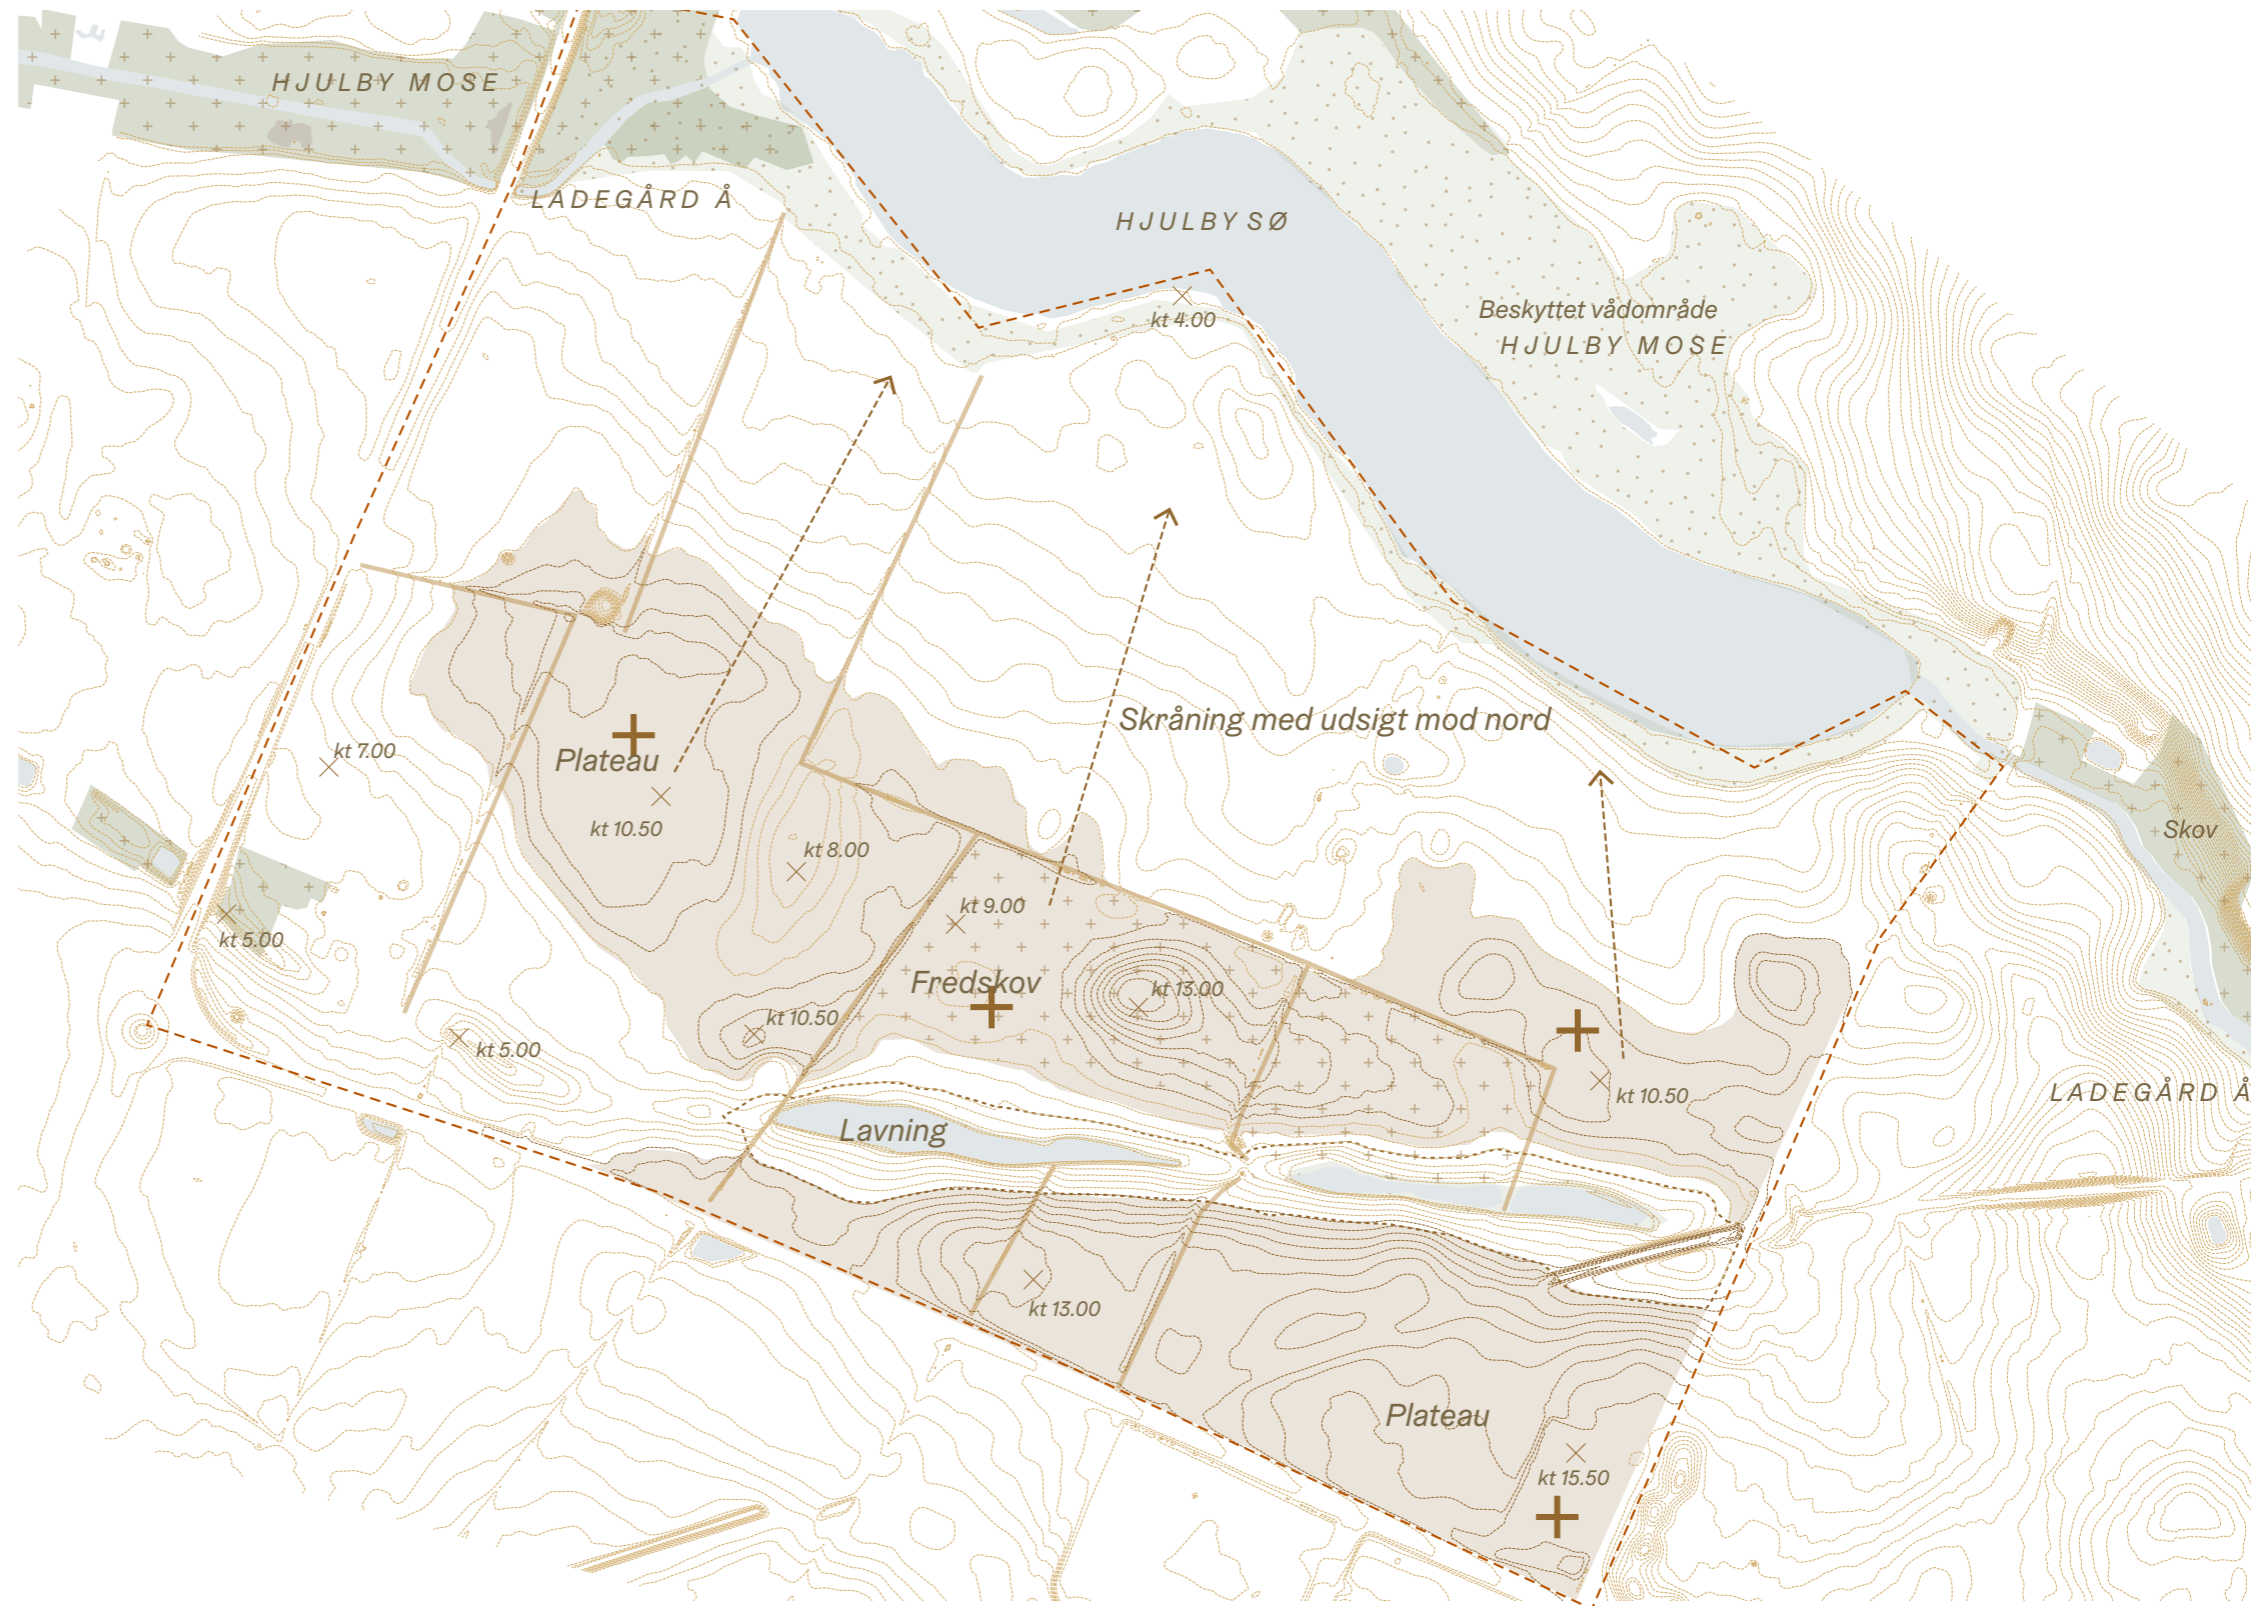 HJULBY MOSE
LADEGÅRD Å
HJULBY SØ
Beskyttet vådområde
HJULBY MOSE
kt 4.00
Skråning med udsigt mod nord
kt 7.00
Plateau
kt 10.50
kt 8.00
Skov
kt 9.00
kt 5.00
Fredskov
kt 13.00
kt 10.50
kt 5.00
kt 10.50
LADEGÅRD Å
Lavning
kt 13.00
Plateau
kt 15.50